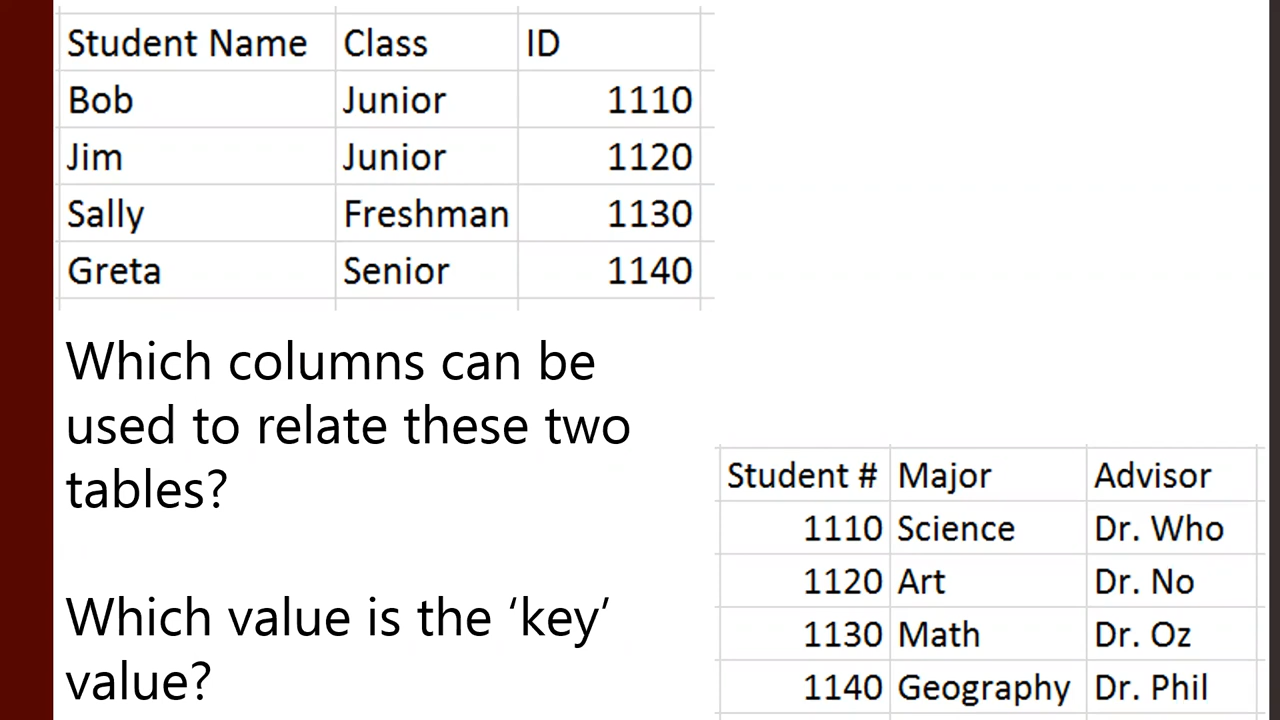 Student Name Class ID
Bob Junior 1110
Jim Junior 1120
Sally Freshman 1130
Greta Senior 1140
Which columns can be
used to relate these two
tables?
Which value is the ‘key’
value?
Student # Major Advisor
1110 Science Dr. Who
1120 Art Dr. No
1130 Math Dr. Oz
1140 Geography Dr. Phil